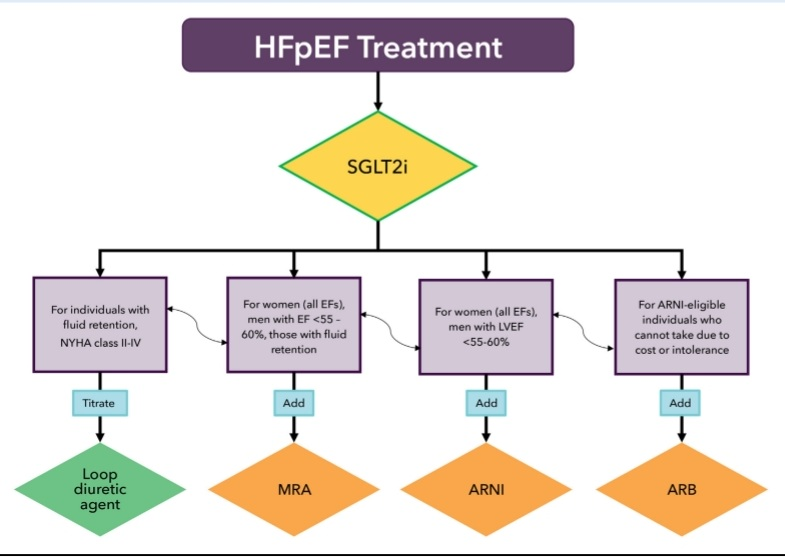 HFpEF Treatment
SGLT2i
For individuals with
fluid retention,
NYHA class II-IV
For women (all EFs),
men with EF <55 –
60%, those with fluid
retention
For women (all EFs),
men with LVEF
<55-60%
For ARNI-eligible
individuals who
cannot take due to
cost or intolerance
Titrate
Add
Add
Add
Loop
diuretic
agent
MRA
ARNI
ARB